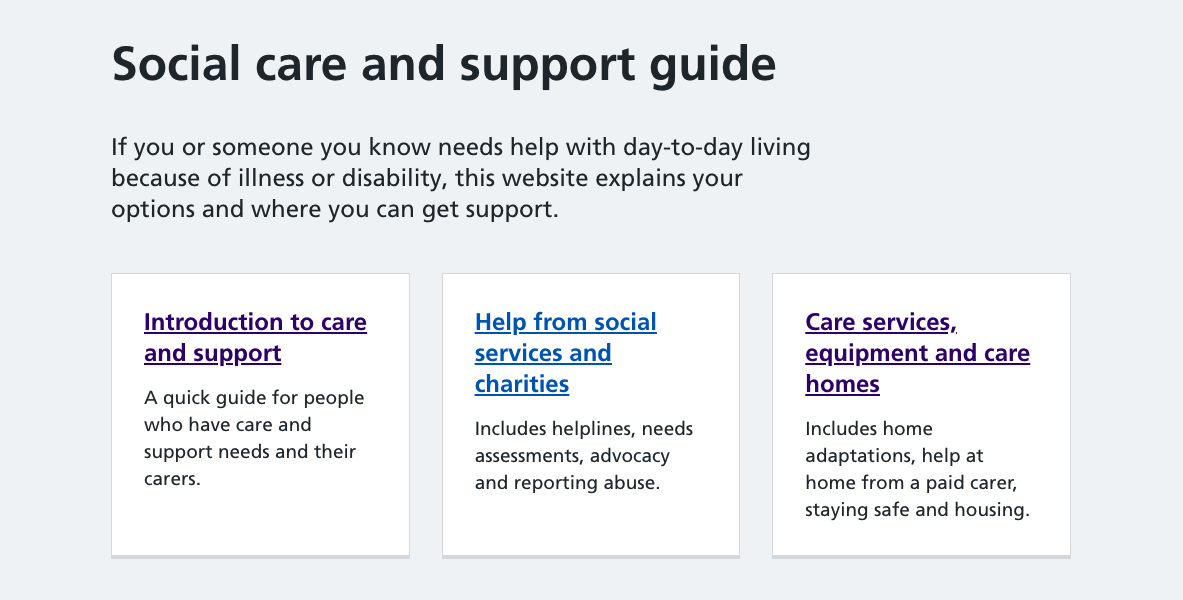 Social care and support guide
If you or someone you know needs help with day-to-day living
because of illness or disability, this website explains your
options and where you can get support.
Introduction to care
and support
A quick guide for people
who have care and
support needs and their
carers.
Help from social
services and
charities
Includes helplines, needs
assessments, advocacy
and reporting abuse.
Care services,
equipment and care
homes
Includes home
adaptations, help at
home from a paid carer,
staying safe and housing.